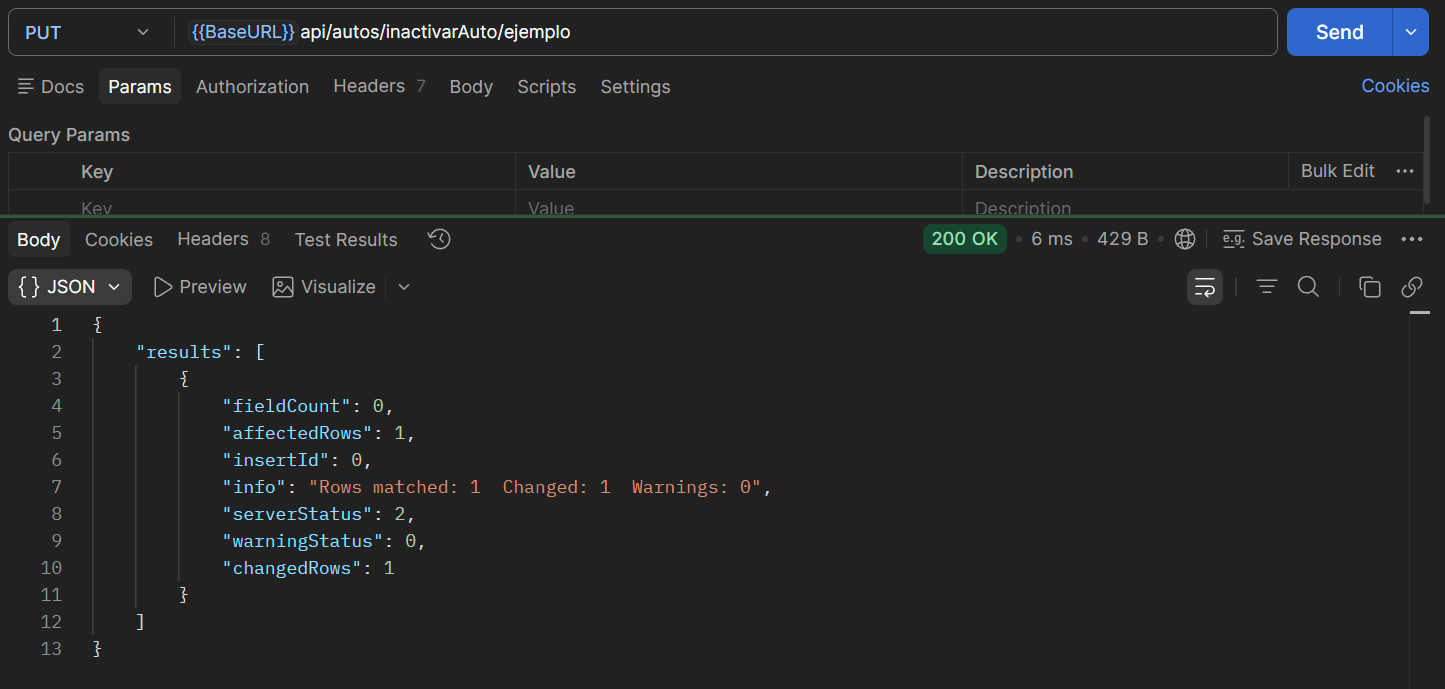 PUT {{BaseURL}} api/autos/inactivarAuto/ejemplo Send
Docs Params Authorization Headers 7 Body Scripts Settings Cookies
Query Params
Key Value Description Bulk Edit ...
Key Value Description
Body Cookies Headers 8 Test Results 200 OK • 6 ms • 429 B • e.g. Save Response ...
{} JSON Preview Visualize
1 {
2 "results": [
3 {
4 "fieldCount": 0,
5 "affectedRows": 1,
6 "insertId": 0,
7 "info": "Rows matched: 1  Changed: 1  Warnings: 0",
8 "serverStatus": 2,
9 "warningStatus": 0,
10 "changedRows": 1
11 }
12 ]
13 }